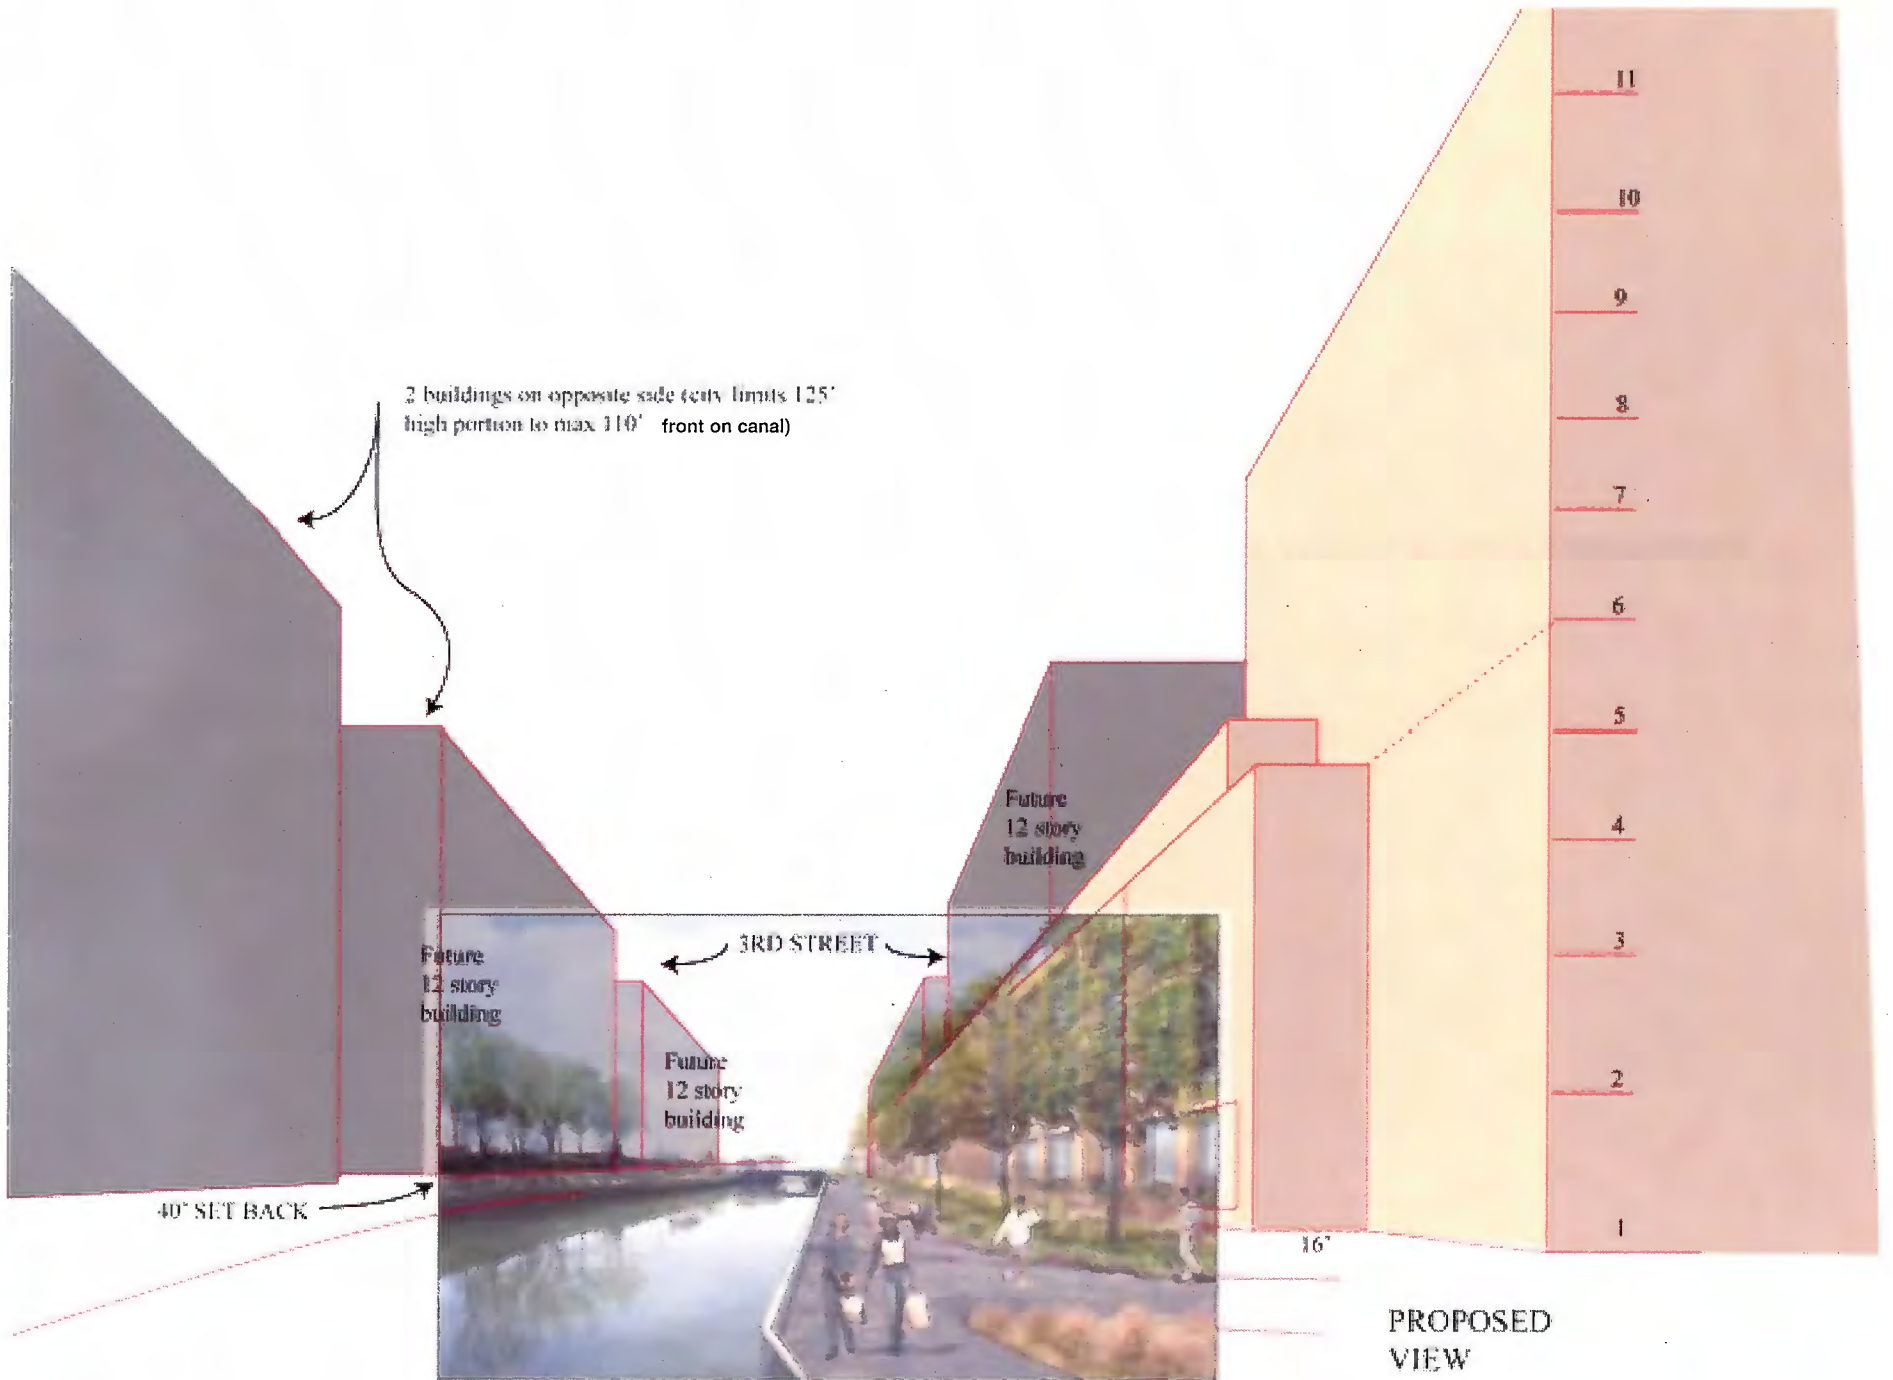 11
10
9
8
7
6
5
4
3
2
1
2 buildings on opposite side (city limits 125'
high portion to max 110' front on canal)
Future
12 story
building
3RD STREET
Future
12 story
building
Future
12 story
building
40' SET BACK
16'
PROPOSED
VIEW